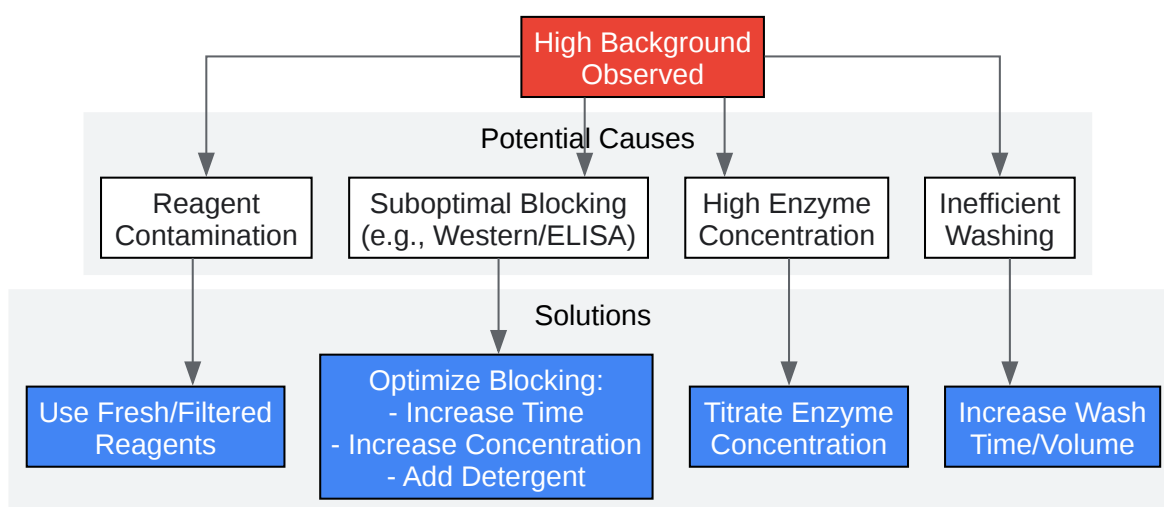 High Background
Observed
Potential Causes
Reagent
Contamination
Suboptimal Blocking
(e.g., Western/ELISA)
High Enzyme
Concentration
Inefficient
Washing
Solutions
Use Fresh/Filtered
Reagents
Optimize Blocking:
- Increase Time
- Increase Concentration
- Add Detergent
Titrate Enzyme
Concentration
Increase Wash
Time/Volume